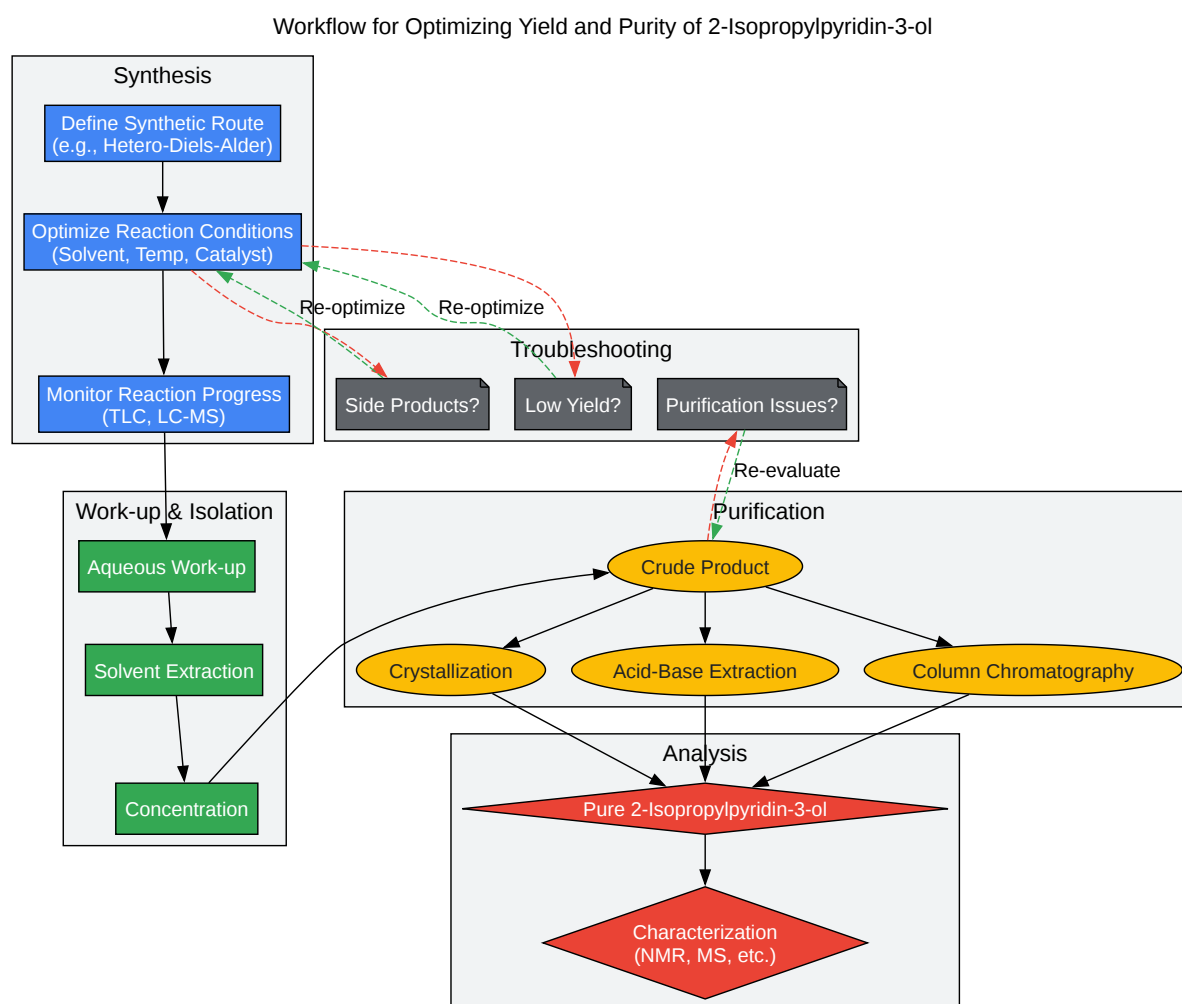 Workflow for Optimizing Yield and Purity of 2-Isopropylpyridin-3-ol
Synthesis
Define Synthetic Route
(e.g., Hetero-Diels-Alder)
Optimize Reaction Conditions
(Solvent, Temp, Catalyst)
Re-optimize
Re-optimize
Troubleshooting
Side Products?
Low Yield?
Purification Issues?
Monitor Reaction Progress
(TLC, LC-MS)
Re-evaluate
Work-up & Isolation
Aqueous Work-up
Solvent Extraction
Concentration
Purification
Crude Product
Crystallization
Acid-Base Extraction
Column Chromatography
Analysis
Pure 2-Isopropylpyridin-3-ol
Characterization
(NMR, MS, etc.)